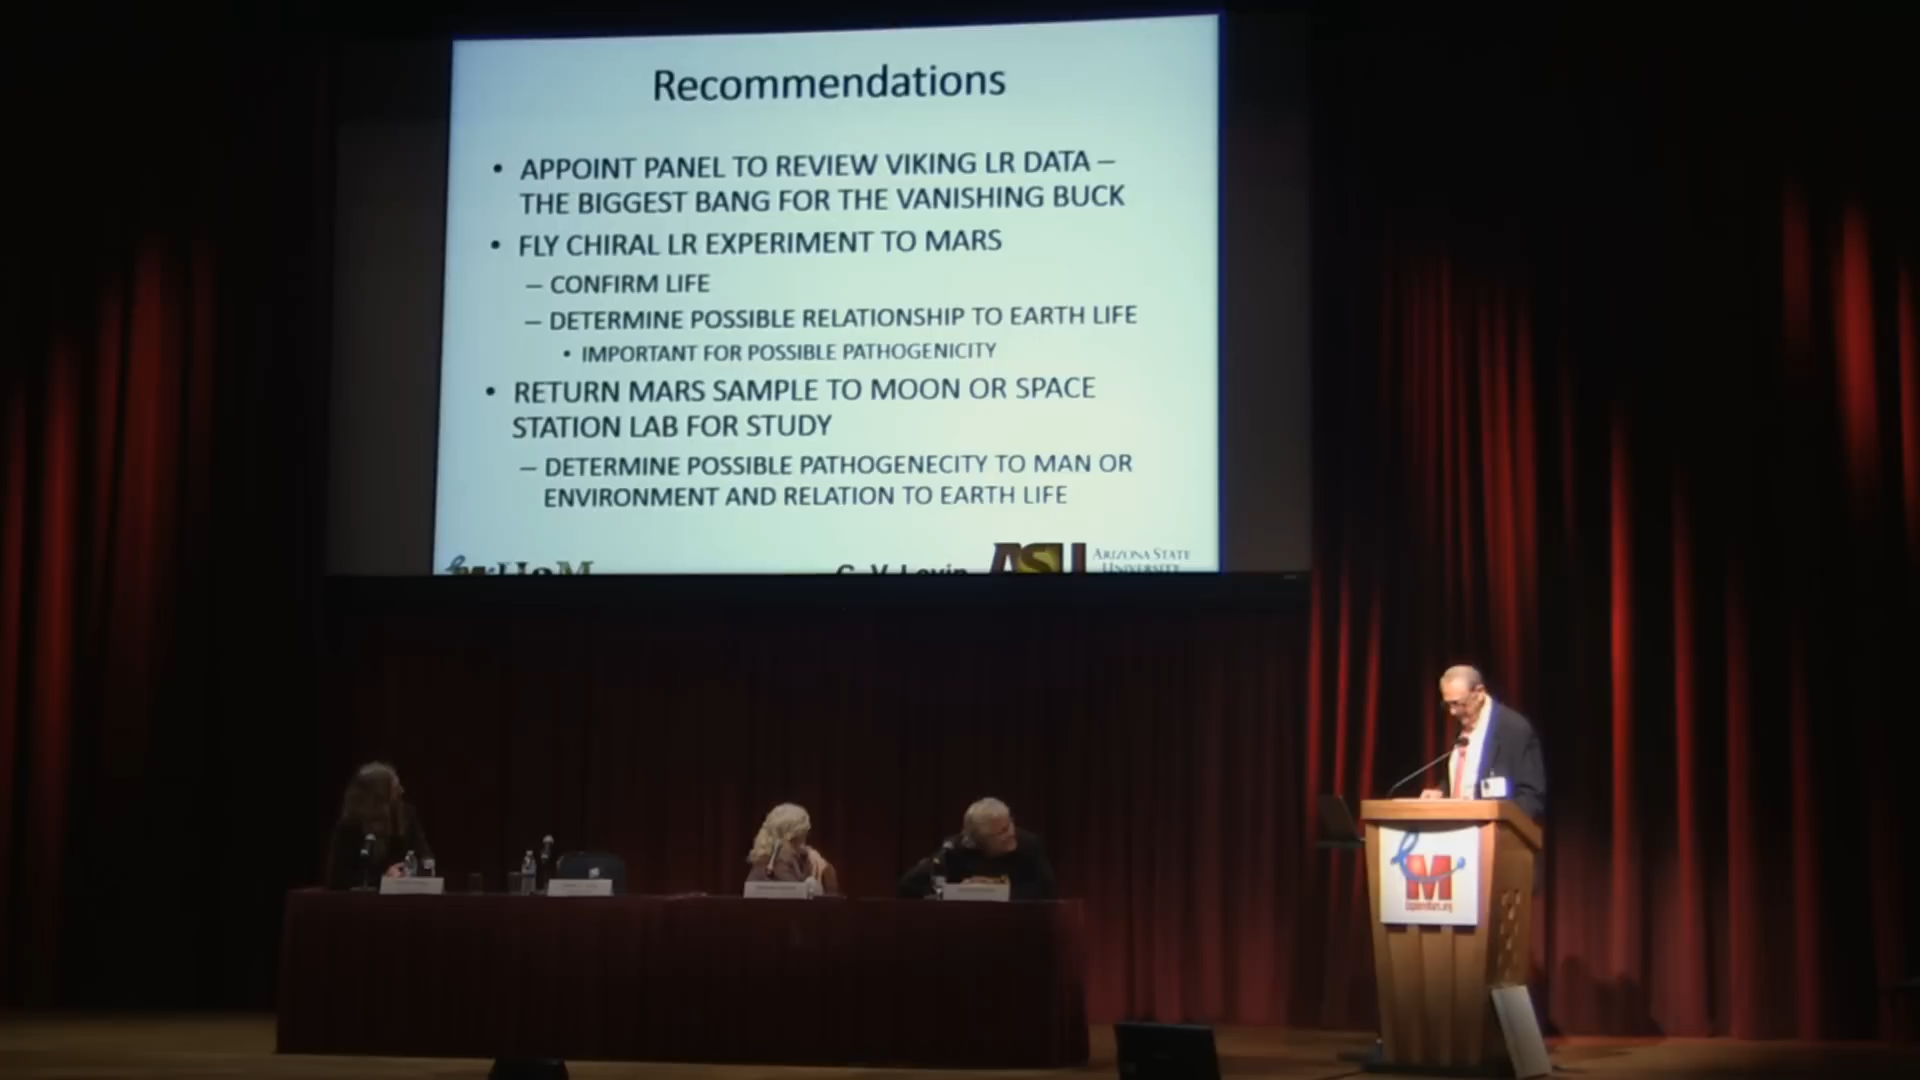 Recommendations
• APPOINT PANEL TO REVIEW VIKING LR DATA –
THE BIGGEST BANG FOR THE VANISHING BUCK
• FLY CHIRAL LR EXPERIMENT TO MARS
– CONFIRM LIFE
– DETERMINE POSSIBLE RELATIONSHIP TO EARTH LIFE
• IMPORTANT FOR POSSIBLE PATHOGENICITY
• RETURN MARS SAMPLE TO MOON OR SPACE
STATION LAB FOR STUDY
– DETERMINE POSSIBLE PATHOGENECITY TO MAN OR
ENVIRONMENT AND RELATION TO EARTH LIFE
G. V. Levin
ASU
ARIZONA STATE
UNIVERSITY
M